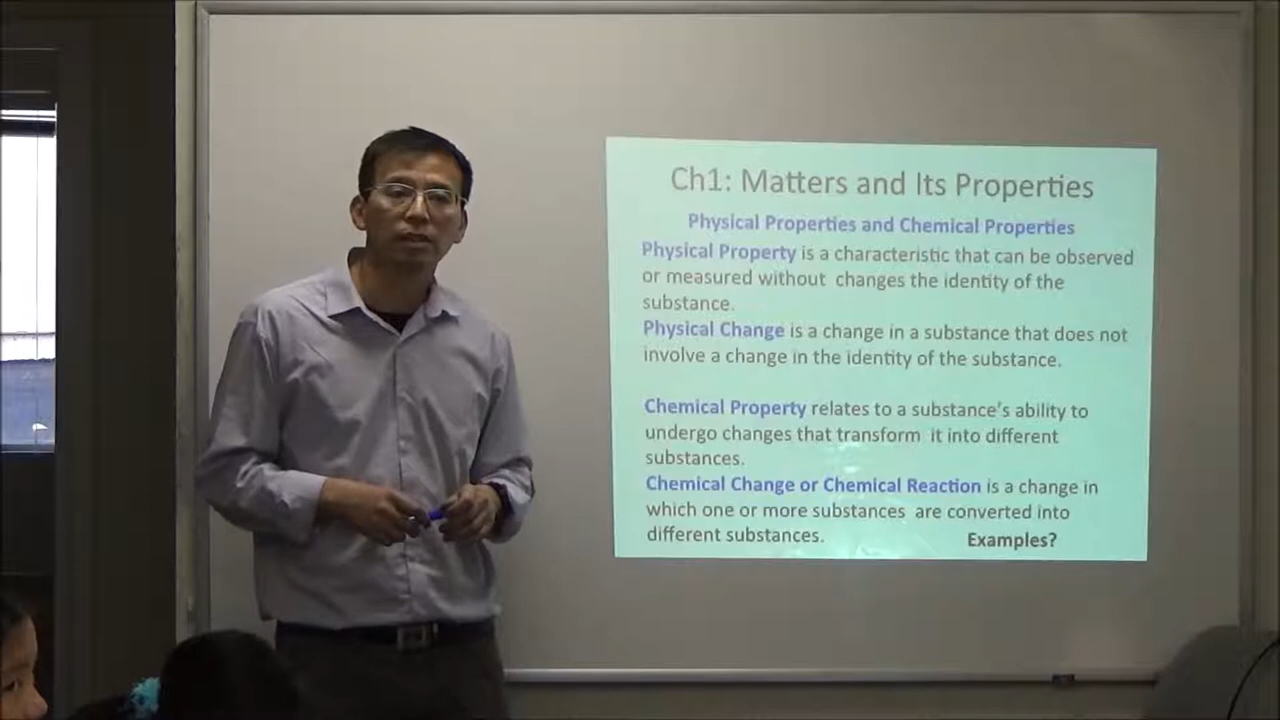 Ch1: Matters and Its Properties
Physical Properties and Chemical Properties
Physical Property is a characteristic that can be observed
or measured without changes the identity of the
substance.
Physical Change is a change in a substance that does not
involve a change in the identity of the substance.
Chemical Property relates to a substance's ability to
undergo changes that transform it into different
substances.
Chemical Change or Chemical Reaction is a change in
which one or more substances are converted into
different substances.
Examples?